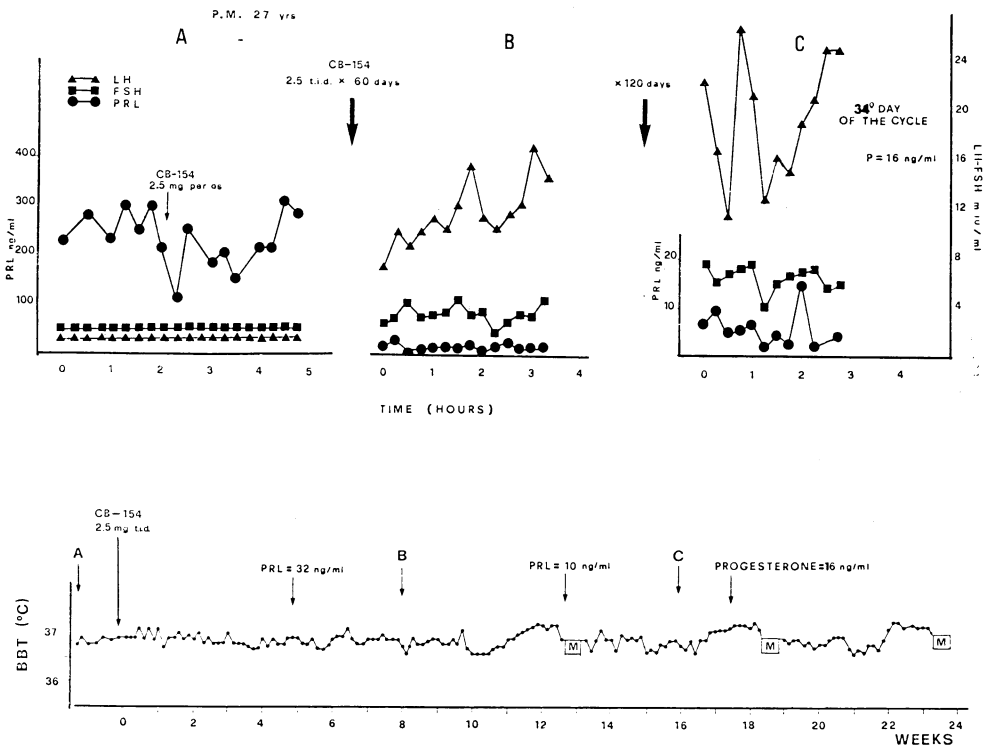 P.M. 27 yrs
A
B
C
LH
FSH
PRL
CB-154
2.5 t.i.d. × 60 days
×120 days
34º DAY
OF THE CYCLE
P = 16 ng/ml
CB-154
2.5 mg per os
PRL ng/ml
400
300
200
100
PRL ng/ml
20
10
LH-FSH mIU/ml
24
20
16
12
8
4
0 1 2 3 4 5
0 1 2 3 4
0 1 2 3 4
TIME (HOURS)
CB-154
2.5 mg t.i.d.
A
PRL = 32 ng/ml
B
PRL = 10 ng/ml
C
PROGESTERONE=16 ng/ml
BBT (°C)
37
36
M
M
M
0 2 4 6 8 10 12 14 16 18 20 22 24
WEEKS